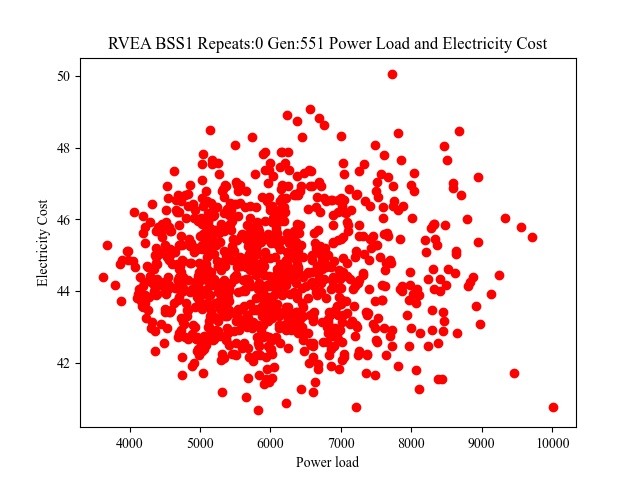 RVEA BSS1 Repeats:0 Gen:551 Power Load and Electricity Cost
50
48
46
44
42
Electricity Cost
4000 5000 6000 7000 8000 9000 10000
Power load